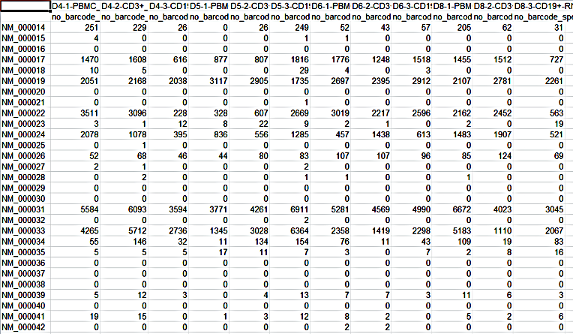 D4-1-PBMC_ D4-2-CD3+_ D4-3-CD1 D5-1-PBM D5-2-CD3 D5-3-CD1 D6-1-PBM D6-2-CD3 D6-3-CD1 D8-1-PBM D8-2-CD3 D8-3-CD19+-RN
no_barcode_ no_barcode no_barcode no_barcode no_barcode no_barcode no_barcode no_barcode no_barcode no_barcode no_barcode no_barcode_spe
NM_000014 251 229 26 0 26 249 52 43 57 205 62 31
NM_000015 4 0 0 0 0 1 1 0 0 0 0 0
NM_000016 0 0 0 0 0 0 0 0 0 0 0 0
NM_000017 1470 1608 616 877 807 1816 1776 1248 1518 1455 1512 727
NM_000018 10 5 0 0 0 29 4 0 3 0 0 0
NM_000019 2051 2168 2038 3117 2905 1735 2697 2395 2912 2107 2781 2261
NM_000020 0 0 0 0 0 0 0 0 0 0 0 0
NM_000021 0 0 0 0 0 1 0 0 0 0 0 0
NM_000022 3511 3096 228 328 607 2669 3019 2217 2596 2162 2452 563
NM_000023 3 1 12 8 22 9 2 1 0 2 0 19
NM_000024 2078 1078 395 836 556 1285 457 1438 613 1483 1907 521
NM_000025 0 1 0 0 0 0 0 0 0 0 0 0
NM_000026 52 68 46 44 80 83 107 107 96 85 124 69
NM_000027 2 1 0 0 0 2 0 0 0 0 0 0
NM_000028 0 2 0 0 0 1 1 0 0 1 0 0
NM_000029 0 0 0 0 0 0 0 0 0 0 0 0
NM_000030 0 0 0 0 0 0 0 0 0 0 0 0
NM_000031 5584 6093 3594 3771 4261 6911 5281 4569 4990 6672 4023 3045
NM_000032 0 0 0 0 0 2 0 0 0 0 0 0
NM_000033 4265 5712 2736 1345 3028 6364 2358 1419 2298 5183 1110 2067
NM_000034 55 146 32 11 134 154 76 11 43 109 19 83
NM_000035 5 5 5 17 11 7 3 0 7 2 8 16
NM_000036 0 0 0 0 0 0 0 0 0 0 0 0
NM_000037 0 0 0 0 0 0 0 0 0 0 0 0
NM_000038 0 0 0 0 0 0 0 0 0 0 0 0
NM_000039 5 12 3 0 4 13 7 7 3 11 6 3
NM_000040 0 0 0 0 0 0 0 0 0 0 0 0
NM_000041 19 15 0 1 3 12 8 2 0 5 2 6
NM_000042 0 0 0 0 0 0 2 2 0 0 0 0